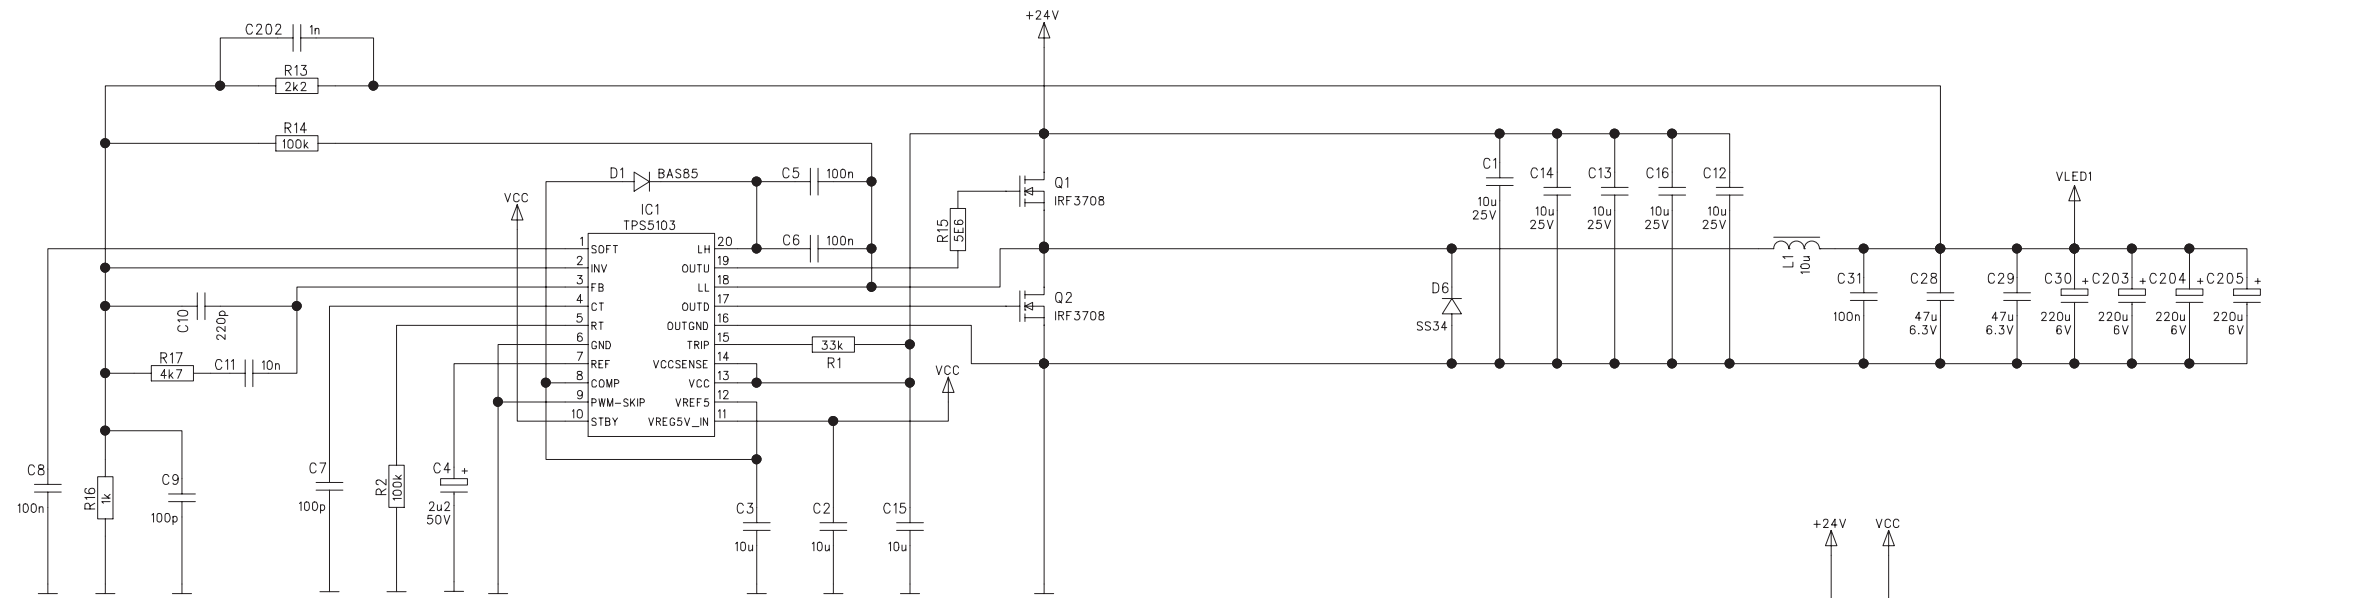 +24V
C202 1n
R13
2k2
R14
100k
D1 BAS85
C5 100n
VCC
IC1
TPS5103
C6 100n
1 SOFT
2 INV
3 FB
4 CT
5 RT
6 GND
7 REF
8 COMP
9 PWM-SKIP
10 STBY
LH 20
OUTU 19
LL 18
OUTD 17
OUTGND 16
TRIP 15
VCCSENSE 14
VCC 13
VREF5 12
VREG5V_IN 11
R15
5E6
Q1
IRF3708
Q2
IRF3708
33k
R1
VCC
C10
220p
R17
4k7
C11 10n
C8
100n
R16
1k
C9
100p
C7
100p
R2
100k
C4 +
2u2
50V
C3
10u
C2
10u
C15
10u
C1
10u
25V
C14
10u
25V
C13
10u
25V
C16
10u
25V
C12
10u
25V
D6
SS34
L1
10u
VLED1
C31
100n
C28
47u
6.3V
C29
47u
6.3V
C30 +
220u
6V
C203 +
220u
6V
C204 +
220u
6V
C205 +
220u
6V
+24V VCC